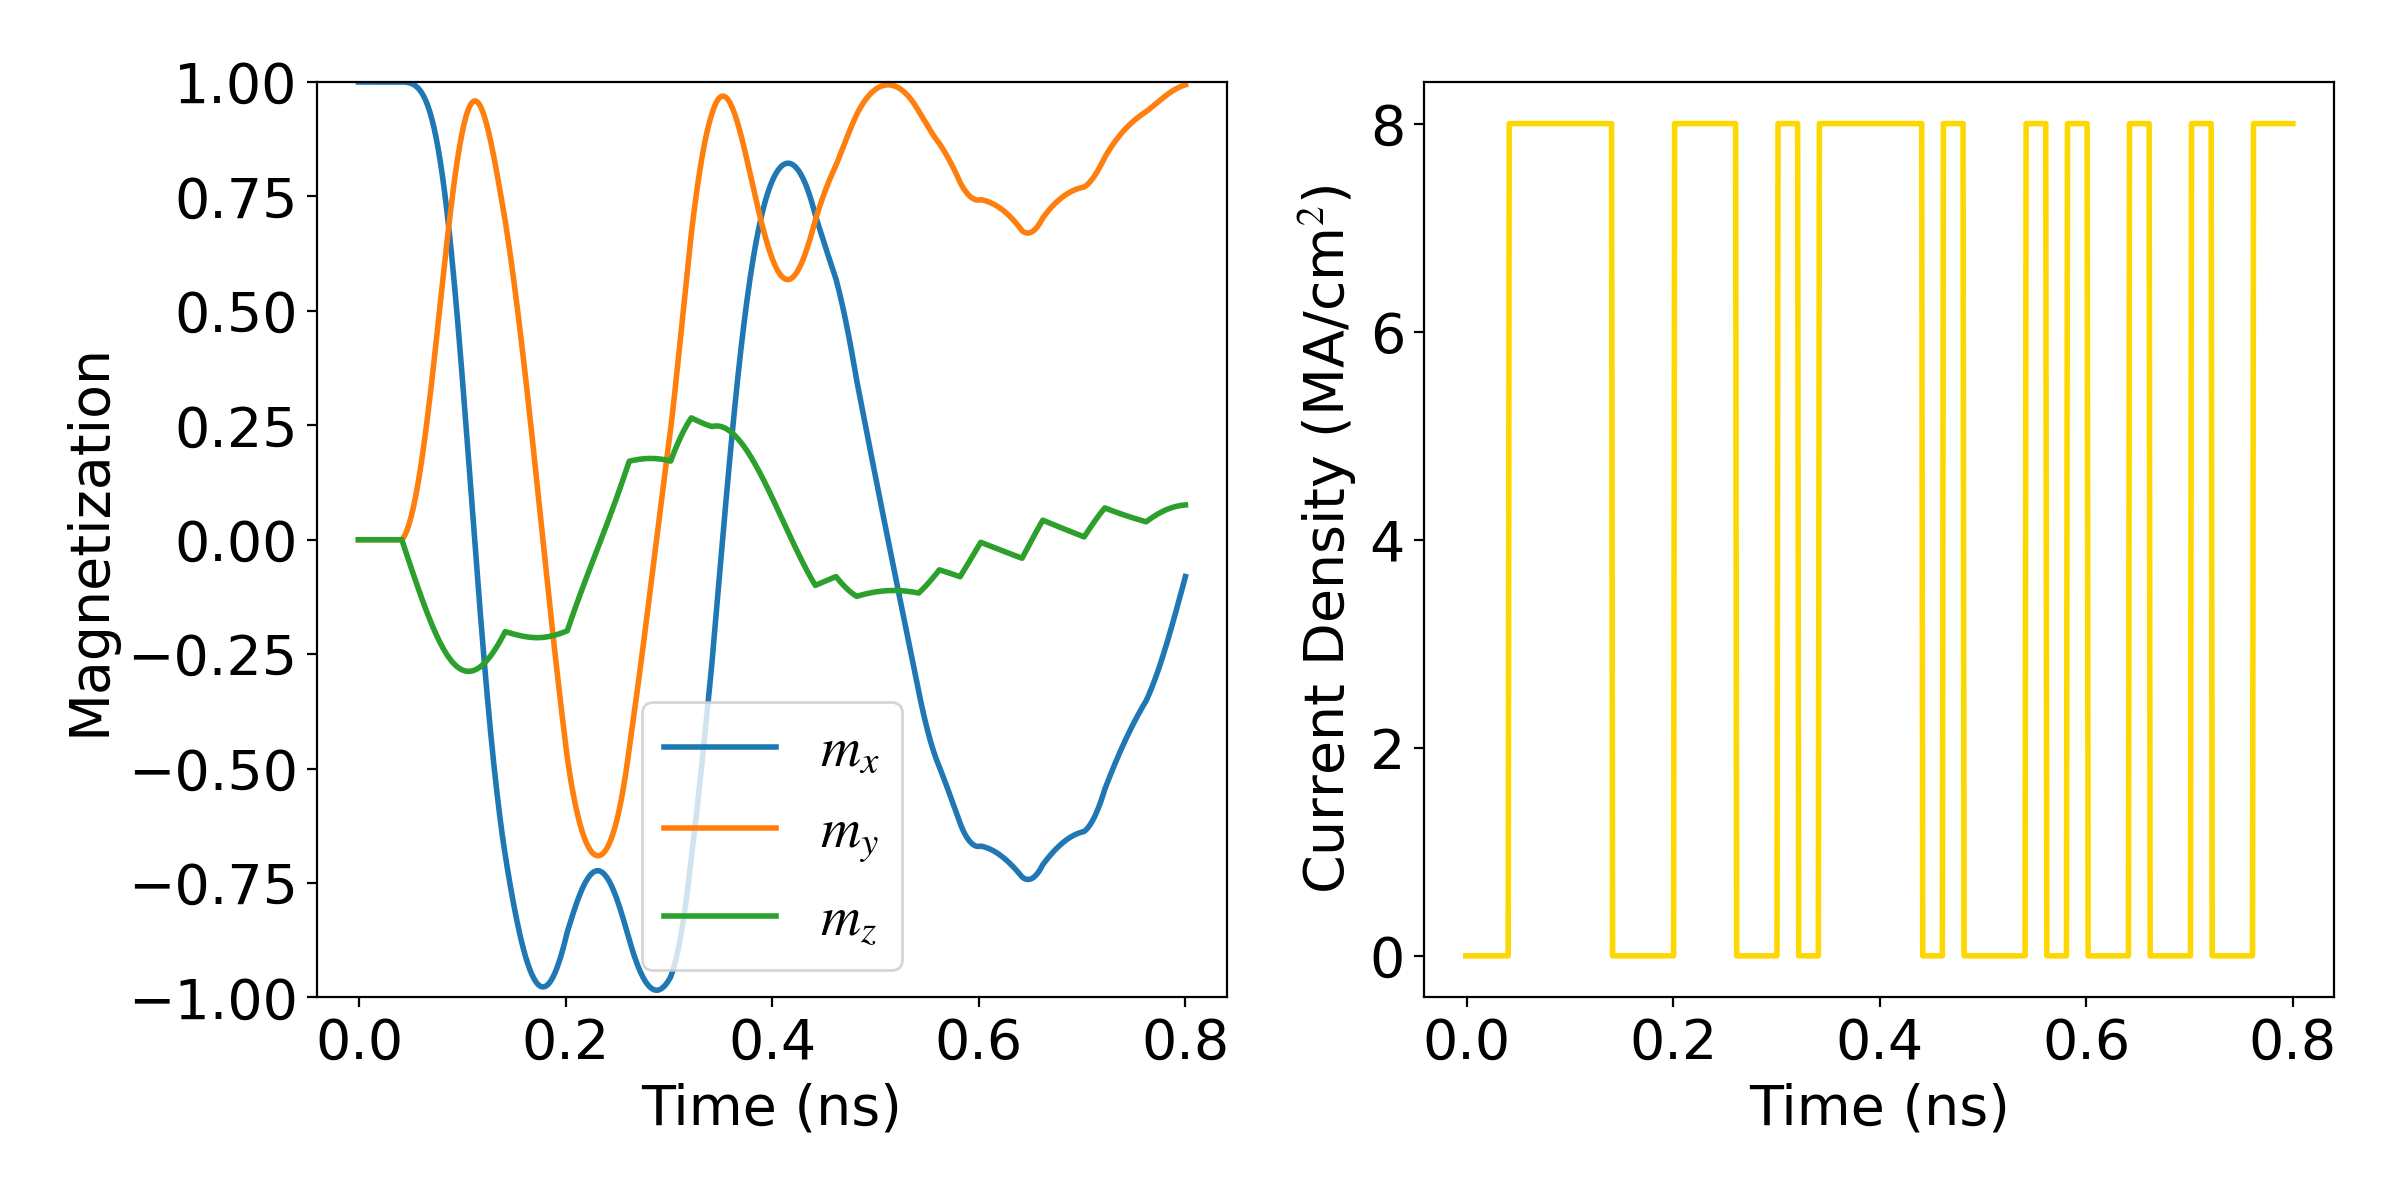 1.00
0.75
0.50
0.25
0.00
−0.25
−0.50
−0.75
−1.00
Magnetization
0.0 0.2 0.4 0.6 0.8
Time (ns)
m_x
m_y
m_z
8
6
4
2
0
Current Density (MA/cm²)
0.0 0.2 0.4 0.6 0.8
Time (ns)